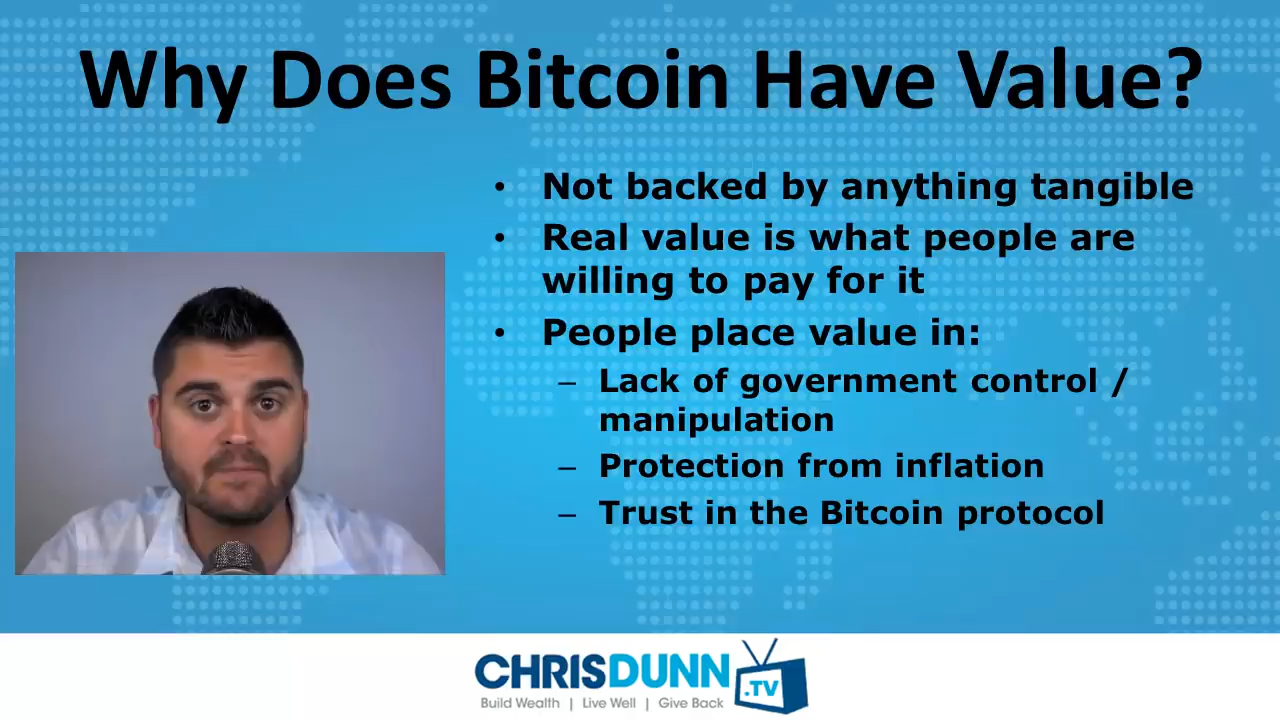 Why Does Bitcoin Have Value?
• Not backed by anything tangible
• Real value is what people are
willing to pay for it
• People place value in:
– Lack of government control /
manipulation
– Protection from inflation
– Trust in the Bitcoin protocol
CHRISDUNN .TV
Build Wealth | Live Well | Give Back